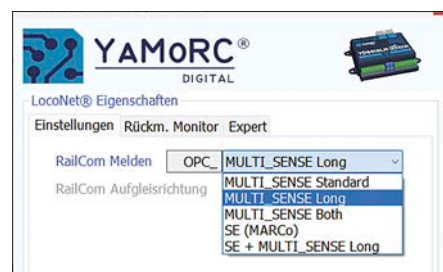 YAMORC®
DIGITAL
LocoNet® Eigenschaften
Einstellungen Rückm. Monitor Expert
RailCom Melden OPC_ MULTI_SENSE Long
RailCom Aufgleisrichtung
MULTI_SENSE Standard
MULTI_SENSE Long
MULTI_SENSE Both
SE (MARCo)
SE + MULTI_SENSE Long